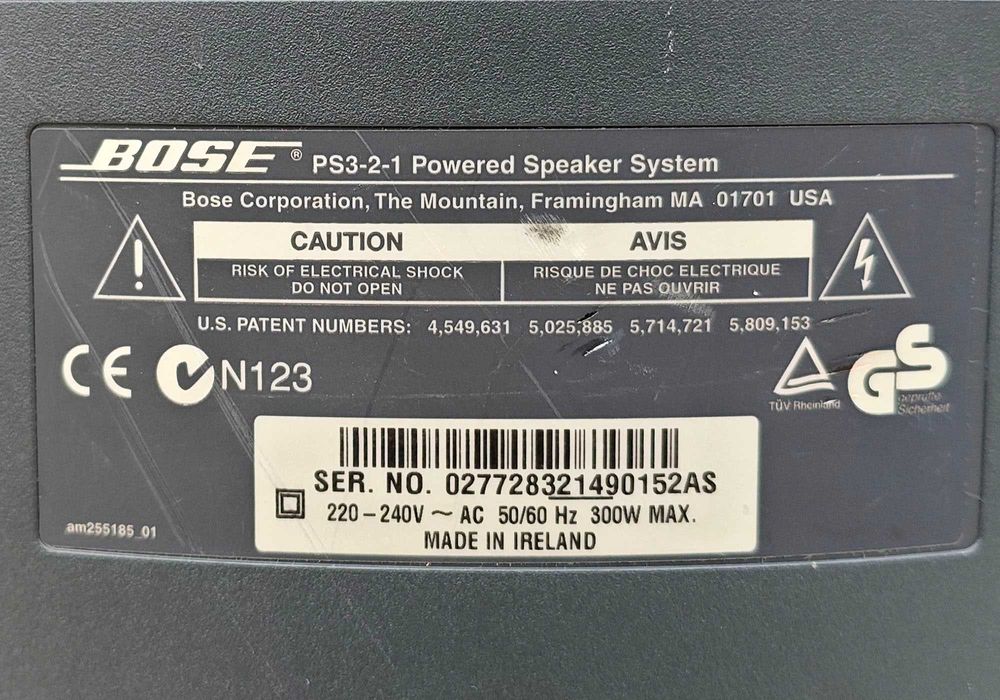 BOSE® PS3-2-1 Powered Speaker System
Bose Corporation, The Mountain, Framingham MA 01701 USA
CAUTION AVIS
RISK OF ELECTRICAL SHOCK RISQUE DE CHOC ELECTRIQUE
DO NOT OPEN NE PAS OUVRIR
U.S. PATENT NUMBERS: 4,549,631 5,025,885 5,714,721 5,809,153
CE N123
TÜV Rheinland
GS geprüfte
Sicherheit
SER. NO. 027728321490152AS
220-240V ~ AC 50/60 Hz 300W MAX.
MADE IN IRELAND
am255185_01